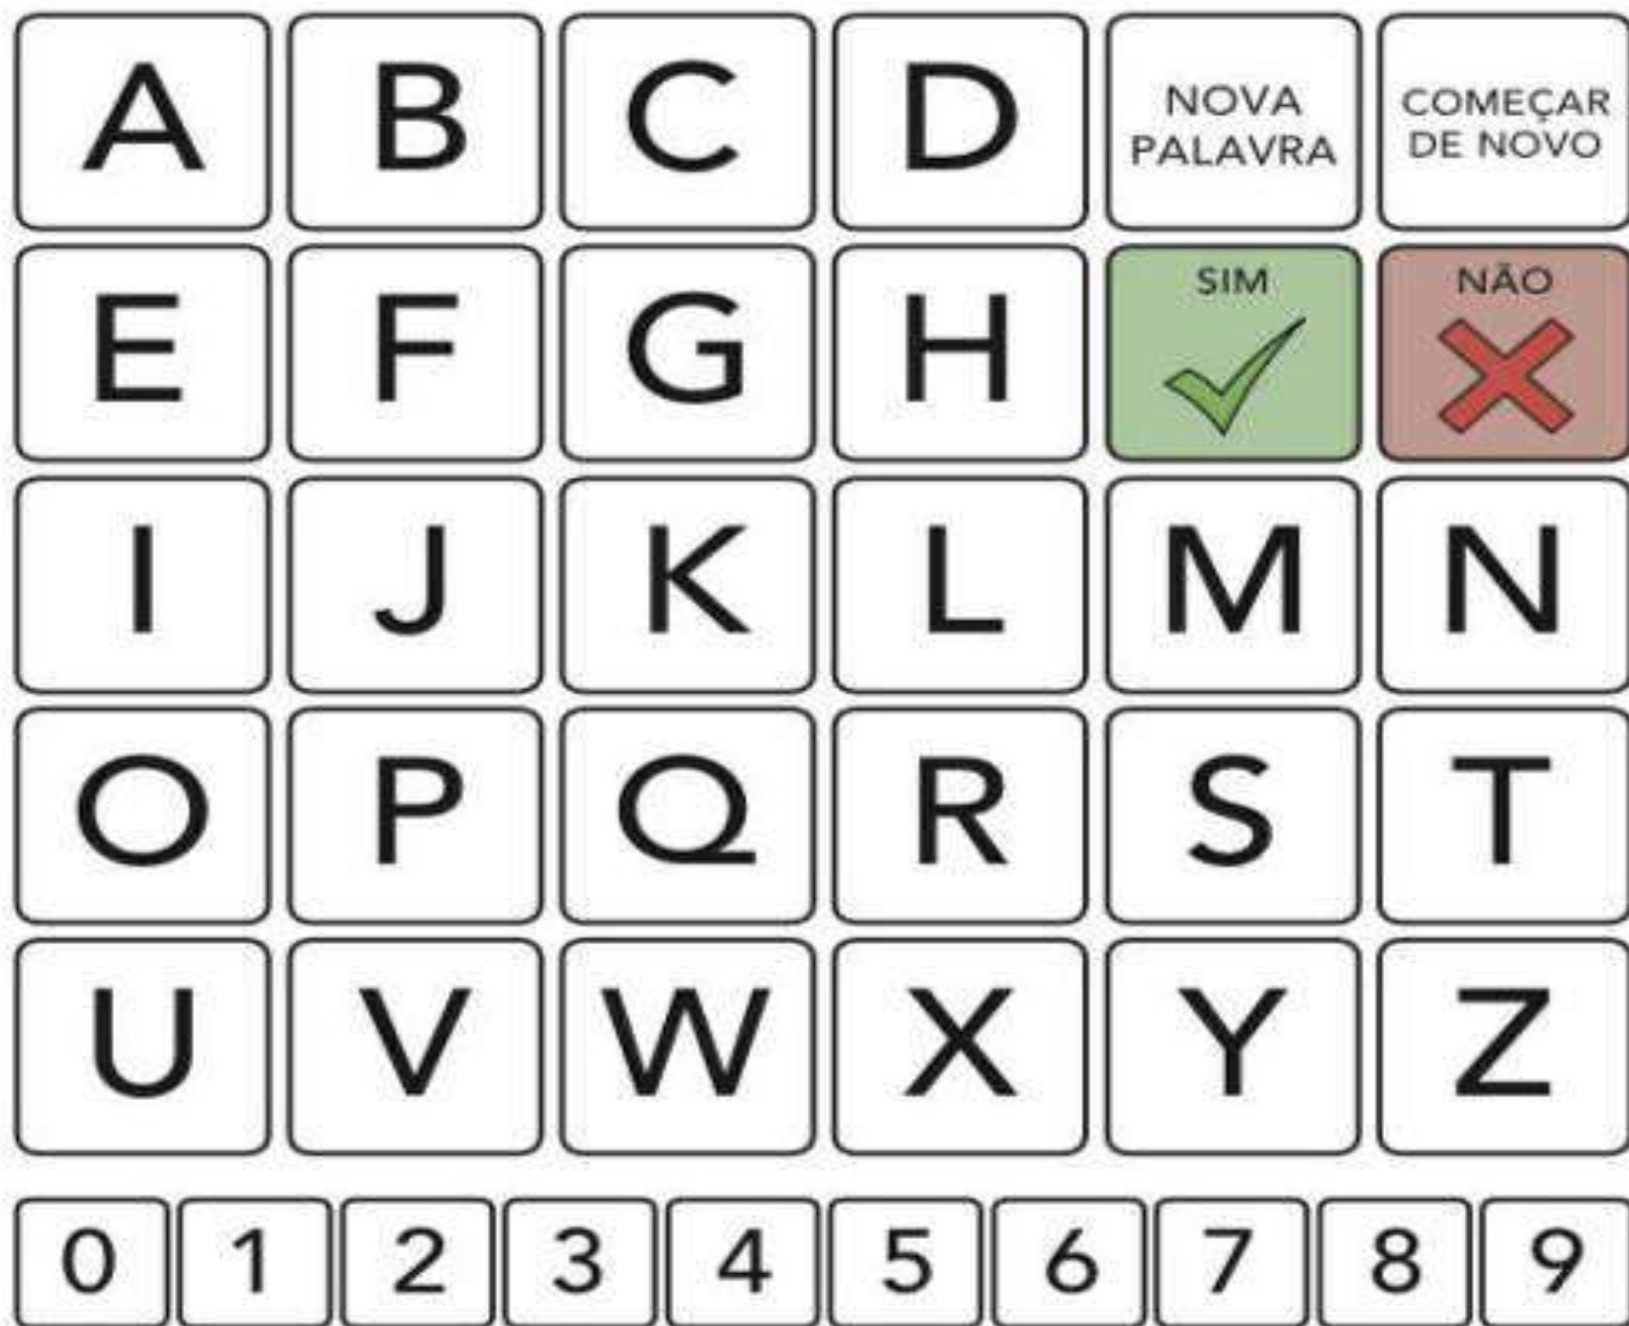 A B C D NOVA PALAVRA COMEÇAR DE NOVO
E F G H SIM NÃO
I J K L M N
O P Q R S T
U V W X Y Z
0 1 2 3 4 5 6 7 8 9